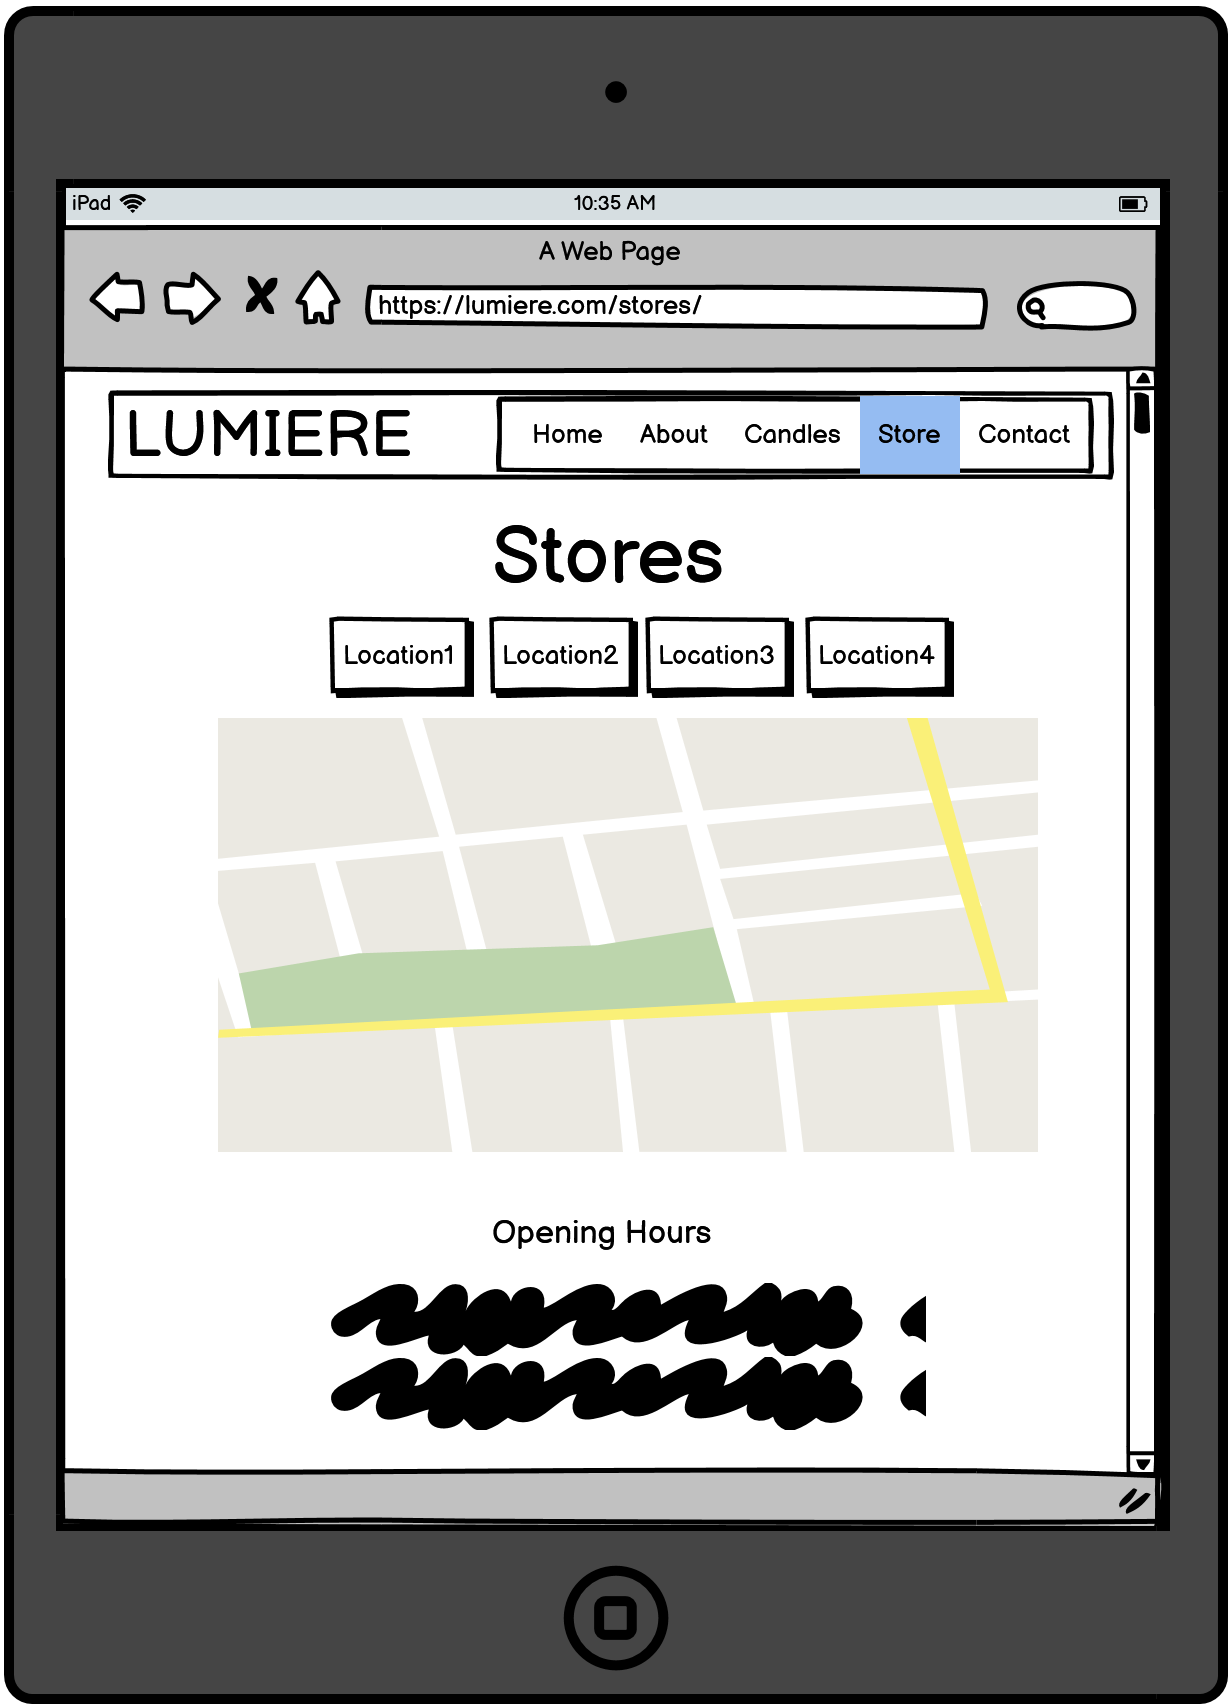 iPad 10:35 AM
A Web Page
https://lumiere.com/stores/
LUMIERE Home About Candles Store Contact
Stores
Location1 Location2 Location3 Location4
Opening Hours